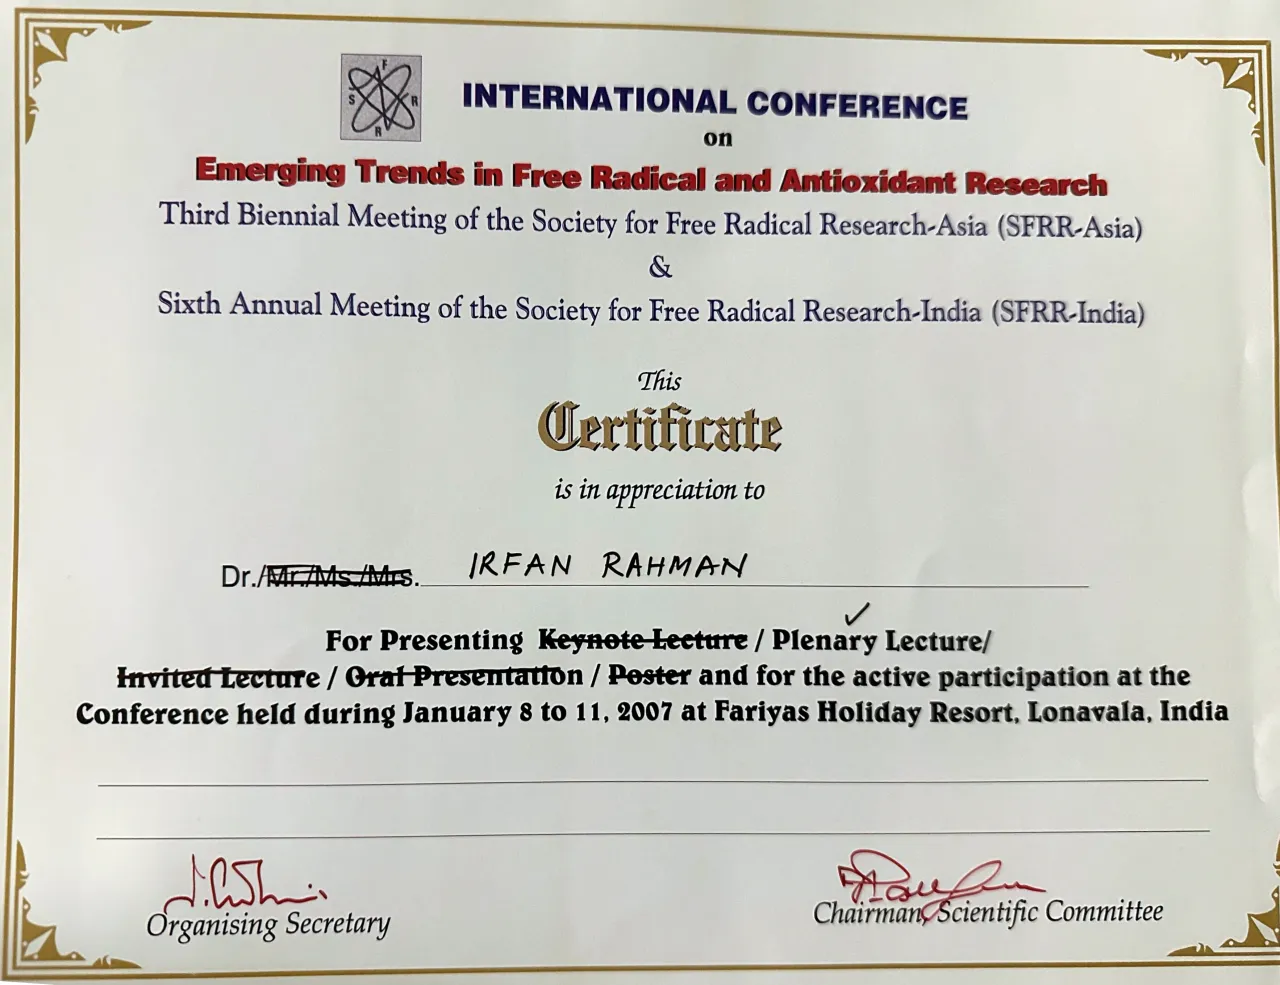 F
S R
R
INTERNATIONAL CONFERENCE
on
Emerging Trends in Free Radical and Antioxidant Research
Third Biennial Meeting of the Society for Free Radical Research-Asia (SFRR-Asia)
&
Sixth Annual Meeting of the Society for Free Radical Research-India (SFRR-India)
This
Certificate
is in appreciation to
Dr./Mr./Ms./Mrs. IRFAN RAHMAN
For Presenting Keynote Lecture / Plenary Lecture/
Invited Lecture / Oral Presentation / Poster and for the active participation at the
Conference held during January 8 to 11, 2007 at Fariyas Holiday Resort, Lonavala, India
Organising Secretary
Chairman, Scientific Committee